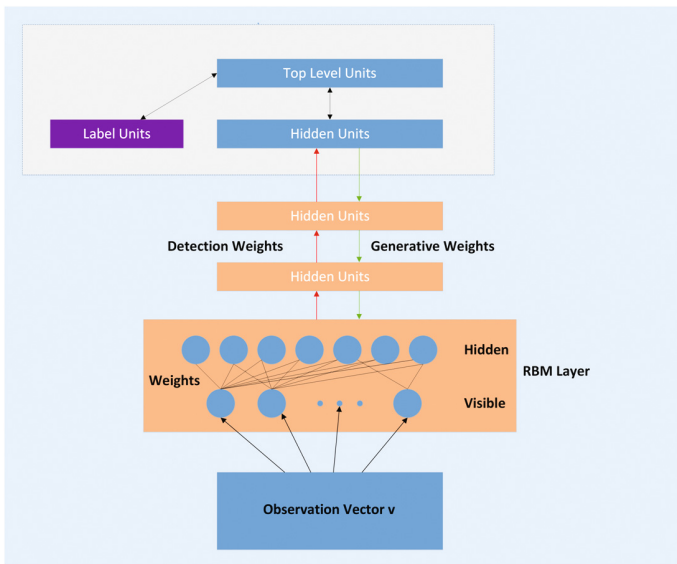 Top Level Units
Label Units
Hidden Units
Hidden Units
Detection Weights
Generative Weights
Hidden Units
Hidden
Weights
RBM Layer
Visible
Observation Vector v